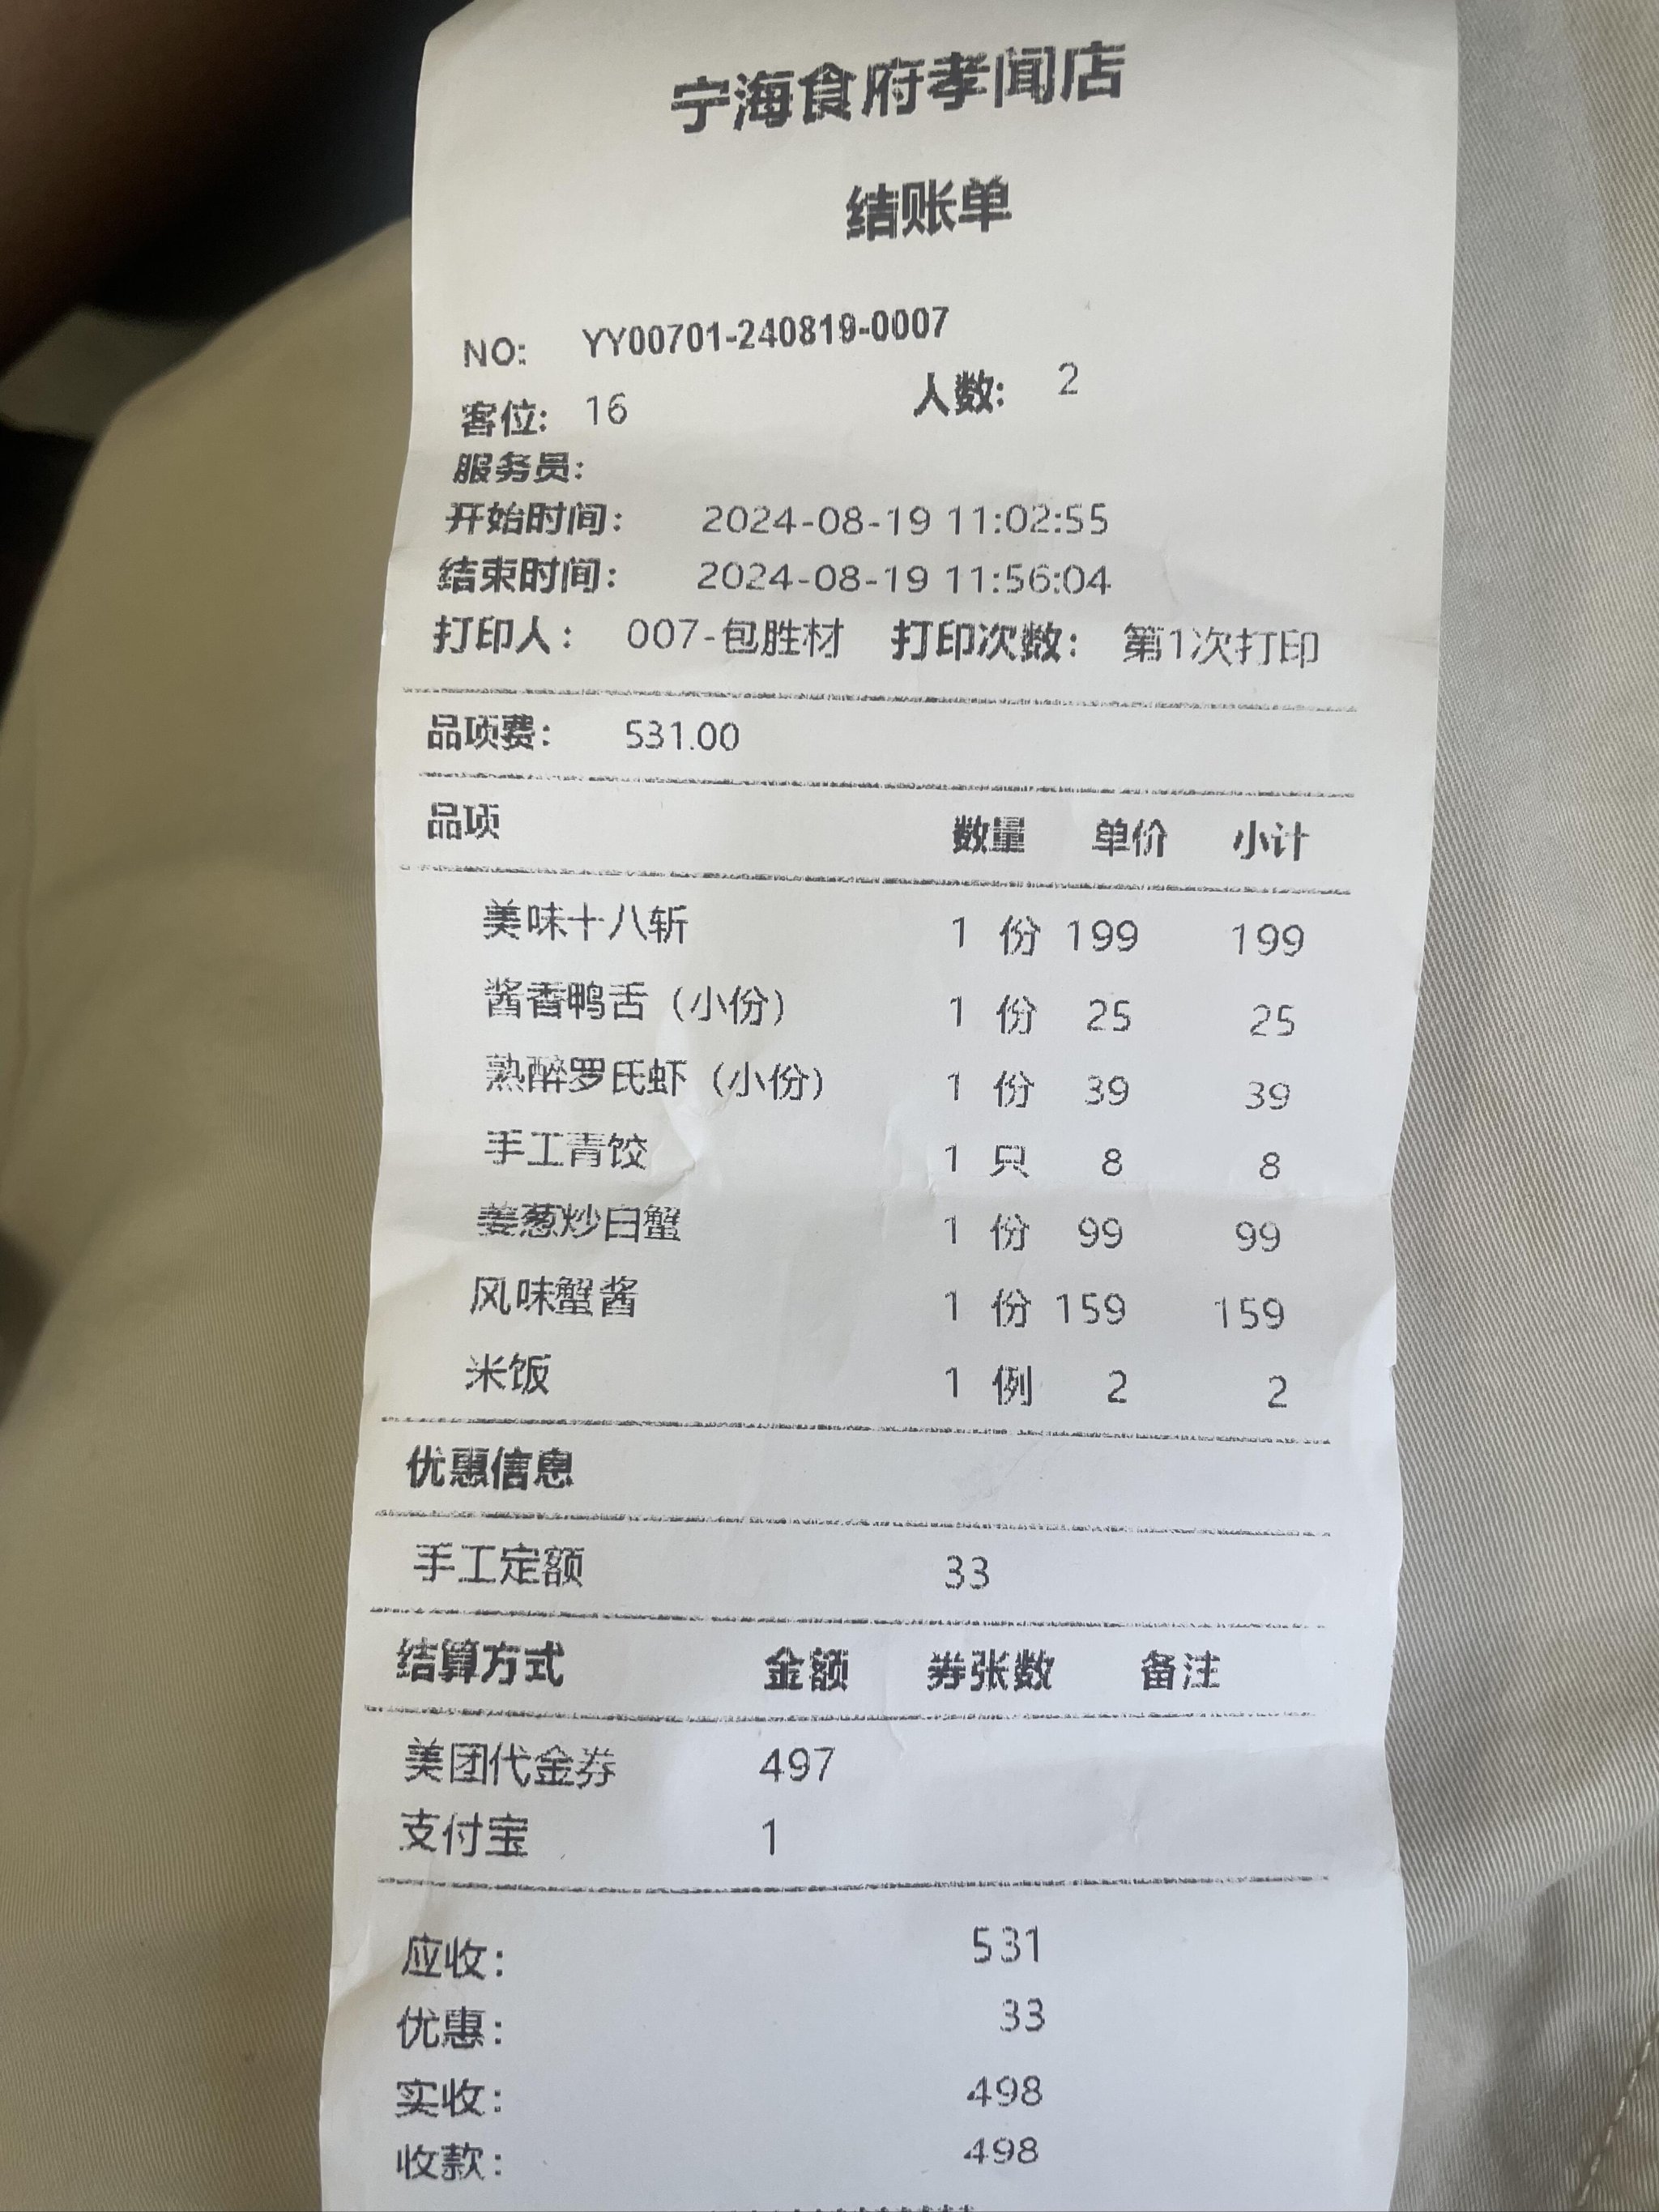 宁海食府孝闻店
结账单
NO: YY00701-240819-0007
客位: 16 人数: 2
服务员:
开始时间: 2024-08-19 11:02:55
结束时间: 2024-08-19 11:56:04
打印人: 007-包胜材 打印次数: 第1次打印
品项费: 531.00
品项 数量 单价 小计
美味十八斩 1 份 199 199
酱香鸭舌（小份） 1 份 25 25
熟醉罗氏虾（小份） 1 份 39 39
手工青饺 1 只 8 8
姜葱炒白蟹 1 份 99 99
风味蟹酱 1 份 159 159
米饭 1 例 2 2
优惠信息
手工定额 33
结算方式 金额 券张数 备注
美团代金券 497
支付宝 1
应收: 531
优惠: 33
实收: 498
收款: 498